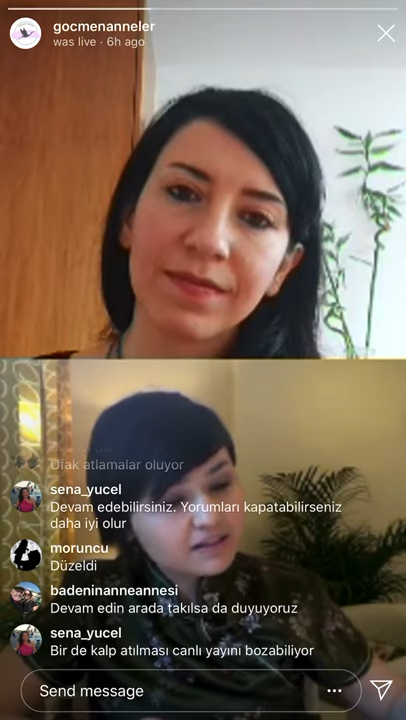 gocmenanneler
was live · 6h ago
Ufak atlamalar oluyor
sena_yucel
Devam edebilirsiniz. Yorumları kapatabilirseniz
daha iyi olur
moruncu
Düzeldi
badeninanneannesi
Devam edin arada takılsa da duyuyoruz
sena_yucel
Bir de kalp atılması canlı yayını bozabiliyor
Send message